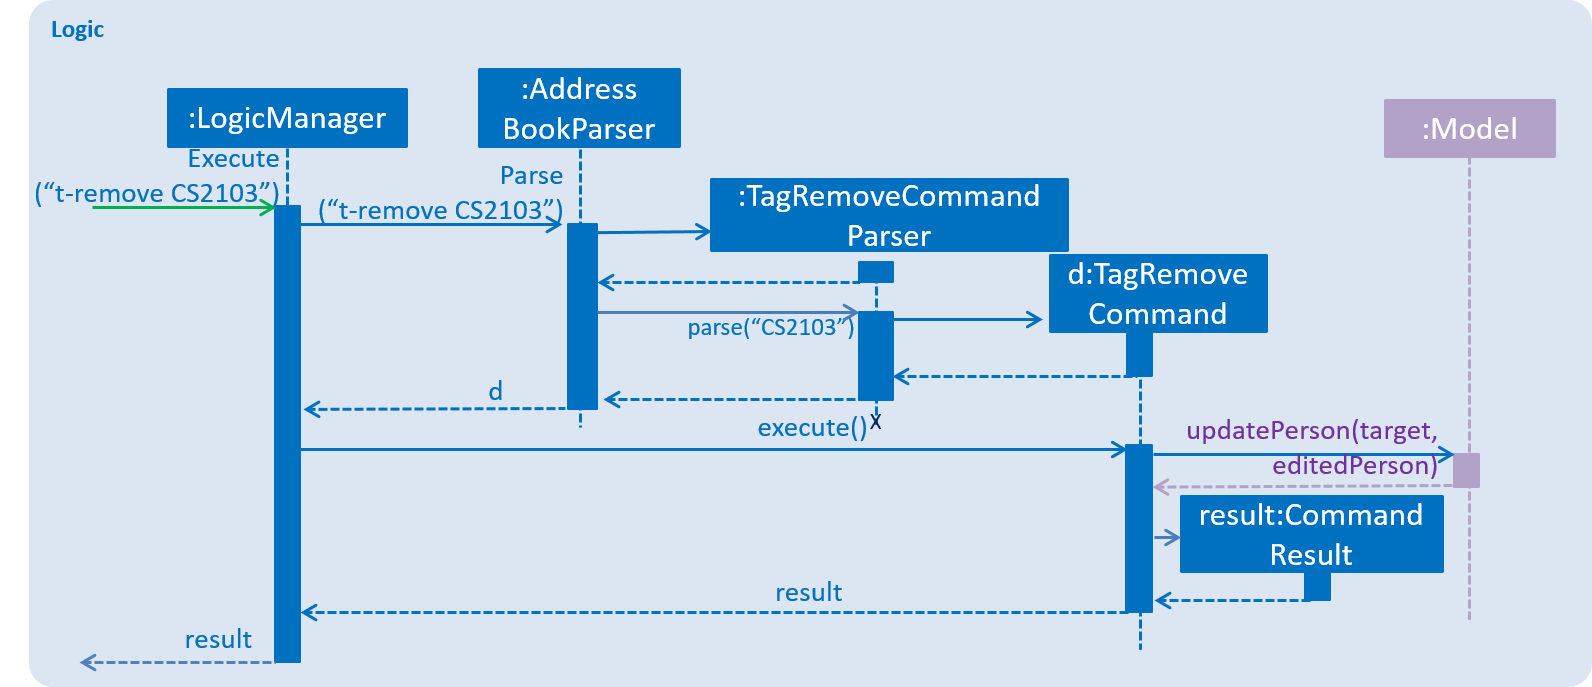 Logic
:LogicManager
:Address
BookParser
:Model
Execute
(“t-remove CS2103”)
Parse
(“t-remove CS2103”)
:TagRemoveCommand
Parser
d:TagRemove
Command
parse(“CS2103”)
d
execute()
X
updatePerson(target,
editedPerson)
result:Command
Result
result
result